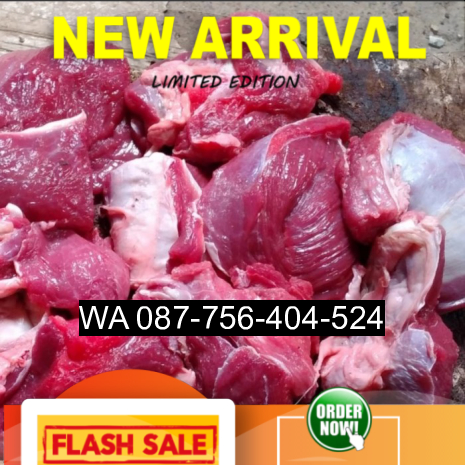 NEW ARRIVAL
LIMITED EDITION
WA 087-756-404-524
ORDER
NOW!
FLASH SALE